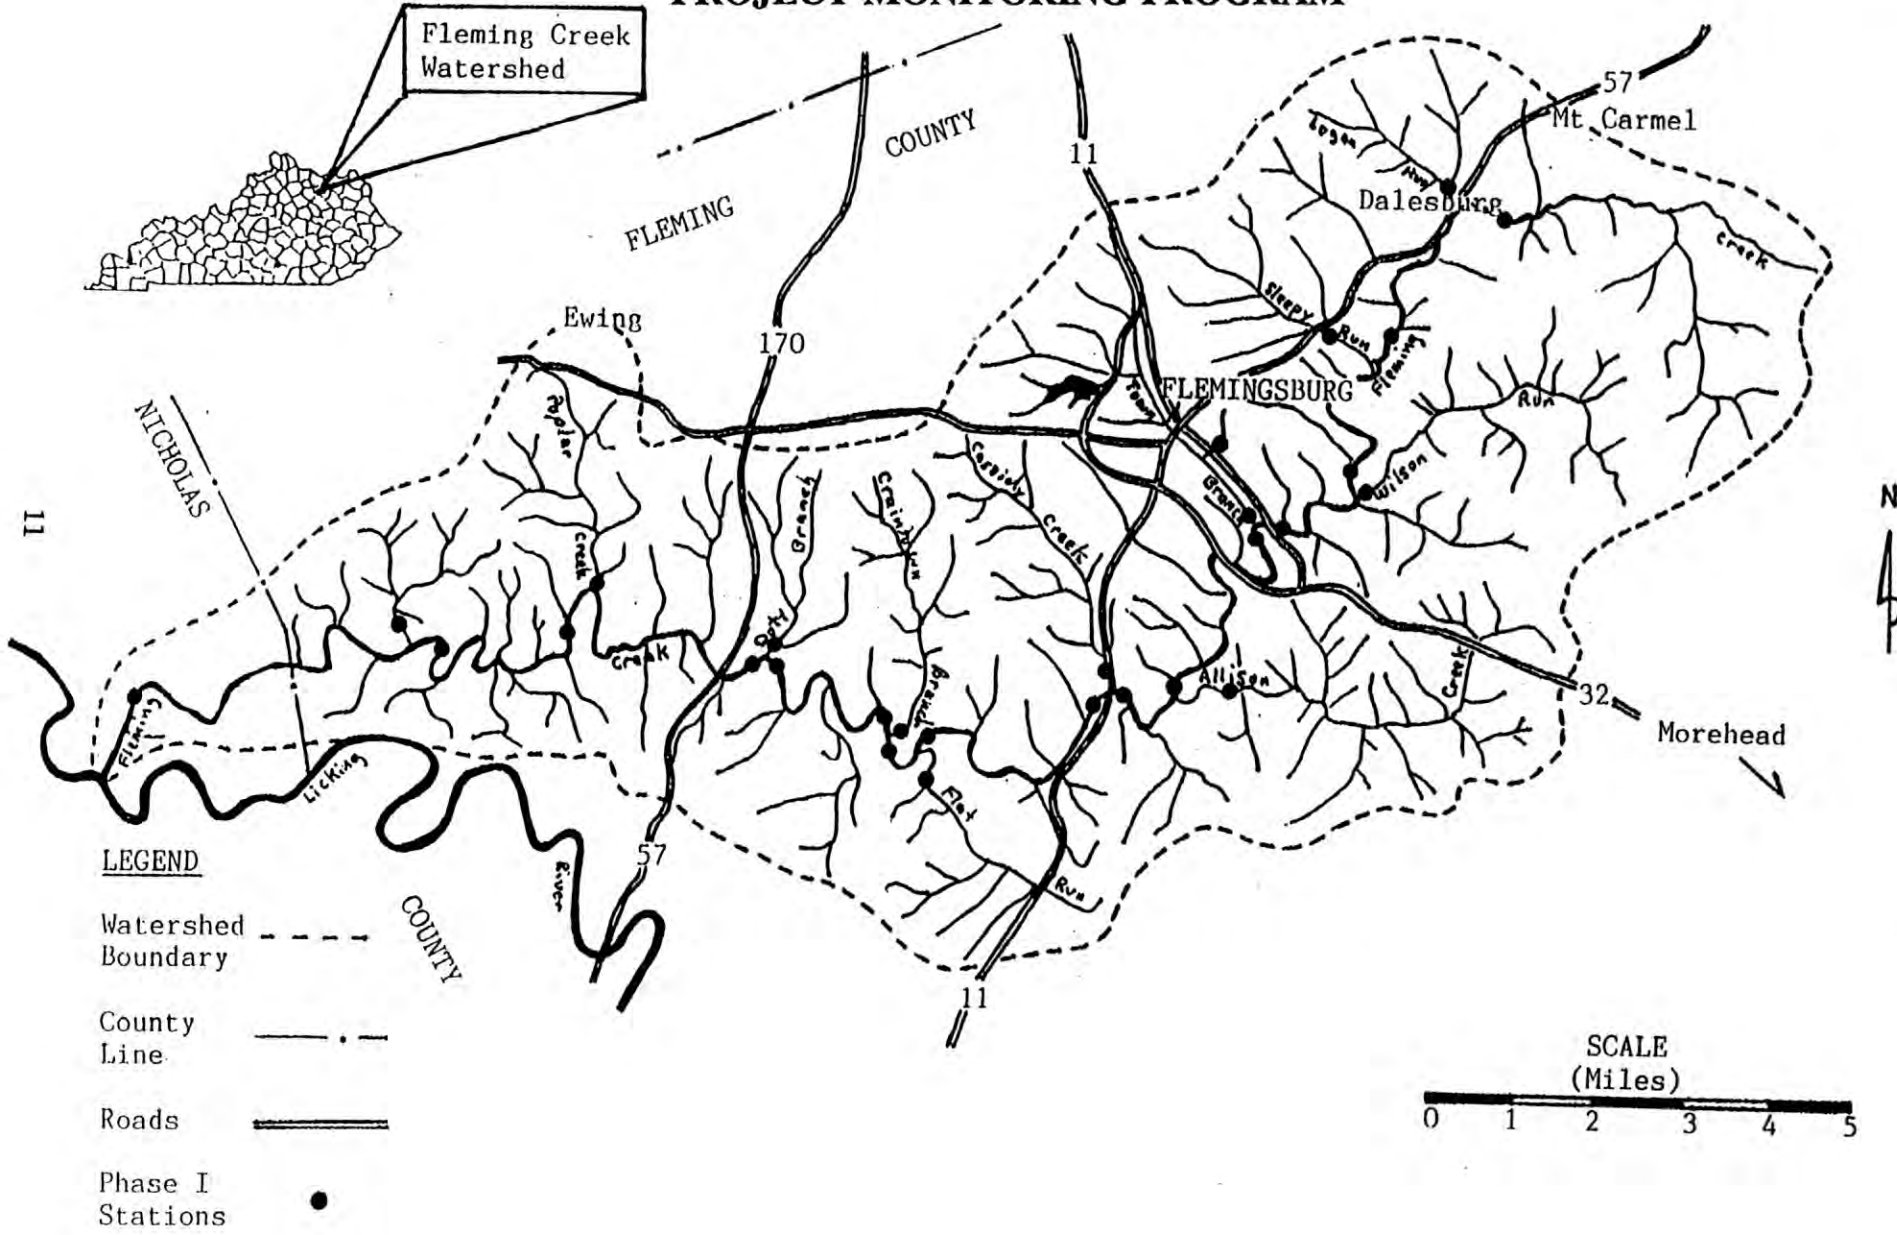 PROJECT MONITORING PROGRAM
Fleming Creek
Watershed
57
Mt. Carmel
COUNTY
11
Logan
Run
Dalesburg
FLEMING
Creek
Ewing
Sleepy
Run
170
Fleming
FLEMINGSBURG
Town
Run
NICHOLAS
Poplar
Cassidy
Wilson
Branch
Crain
Run
Branch
11
Creek
Creek
Doty
Creek
Branch
Allison
Creek
32
Fleming
Morehead
Licking
Flat
LEGEND
57
River
Run
Watershed
Boundary
COUNTY
11
County
Line
SCALE
(Miles)
Roads
0 1 2 3 4 5
Phase I
Stations
N